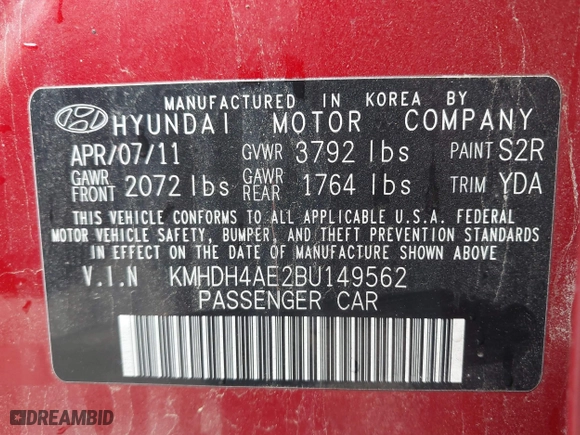 MANUFACTURED IN KOREA BY
HYUNDAI MOTOR COMPANY
APR/07/11 GVWR 3792 lbs PAINT S2R
GAWR FRONT 2072 lbs GAWR REAR 1764 lbs TRIM YDA
THIS VEHICLE CONFORMS TO ALL APPLICABLE U.S.A. FEDERAL
MOTOR VEHICLE SAFETY, BUMPER, AND THEFT PREVENTION STANDARDS
IN EFFECT ON THE DATE OF MANUFACTURE SHOWN ABOVE
V.I.N KMHDH4AE2BU149562
PASSENGER CAR
DREAMBID